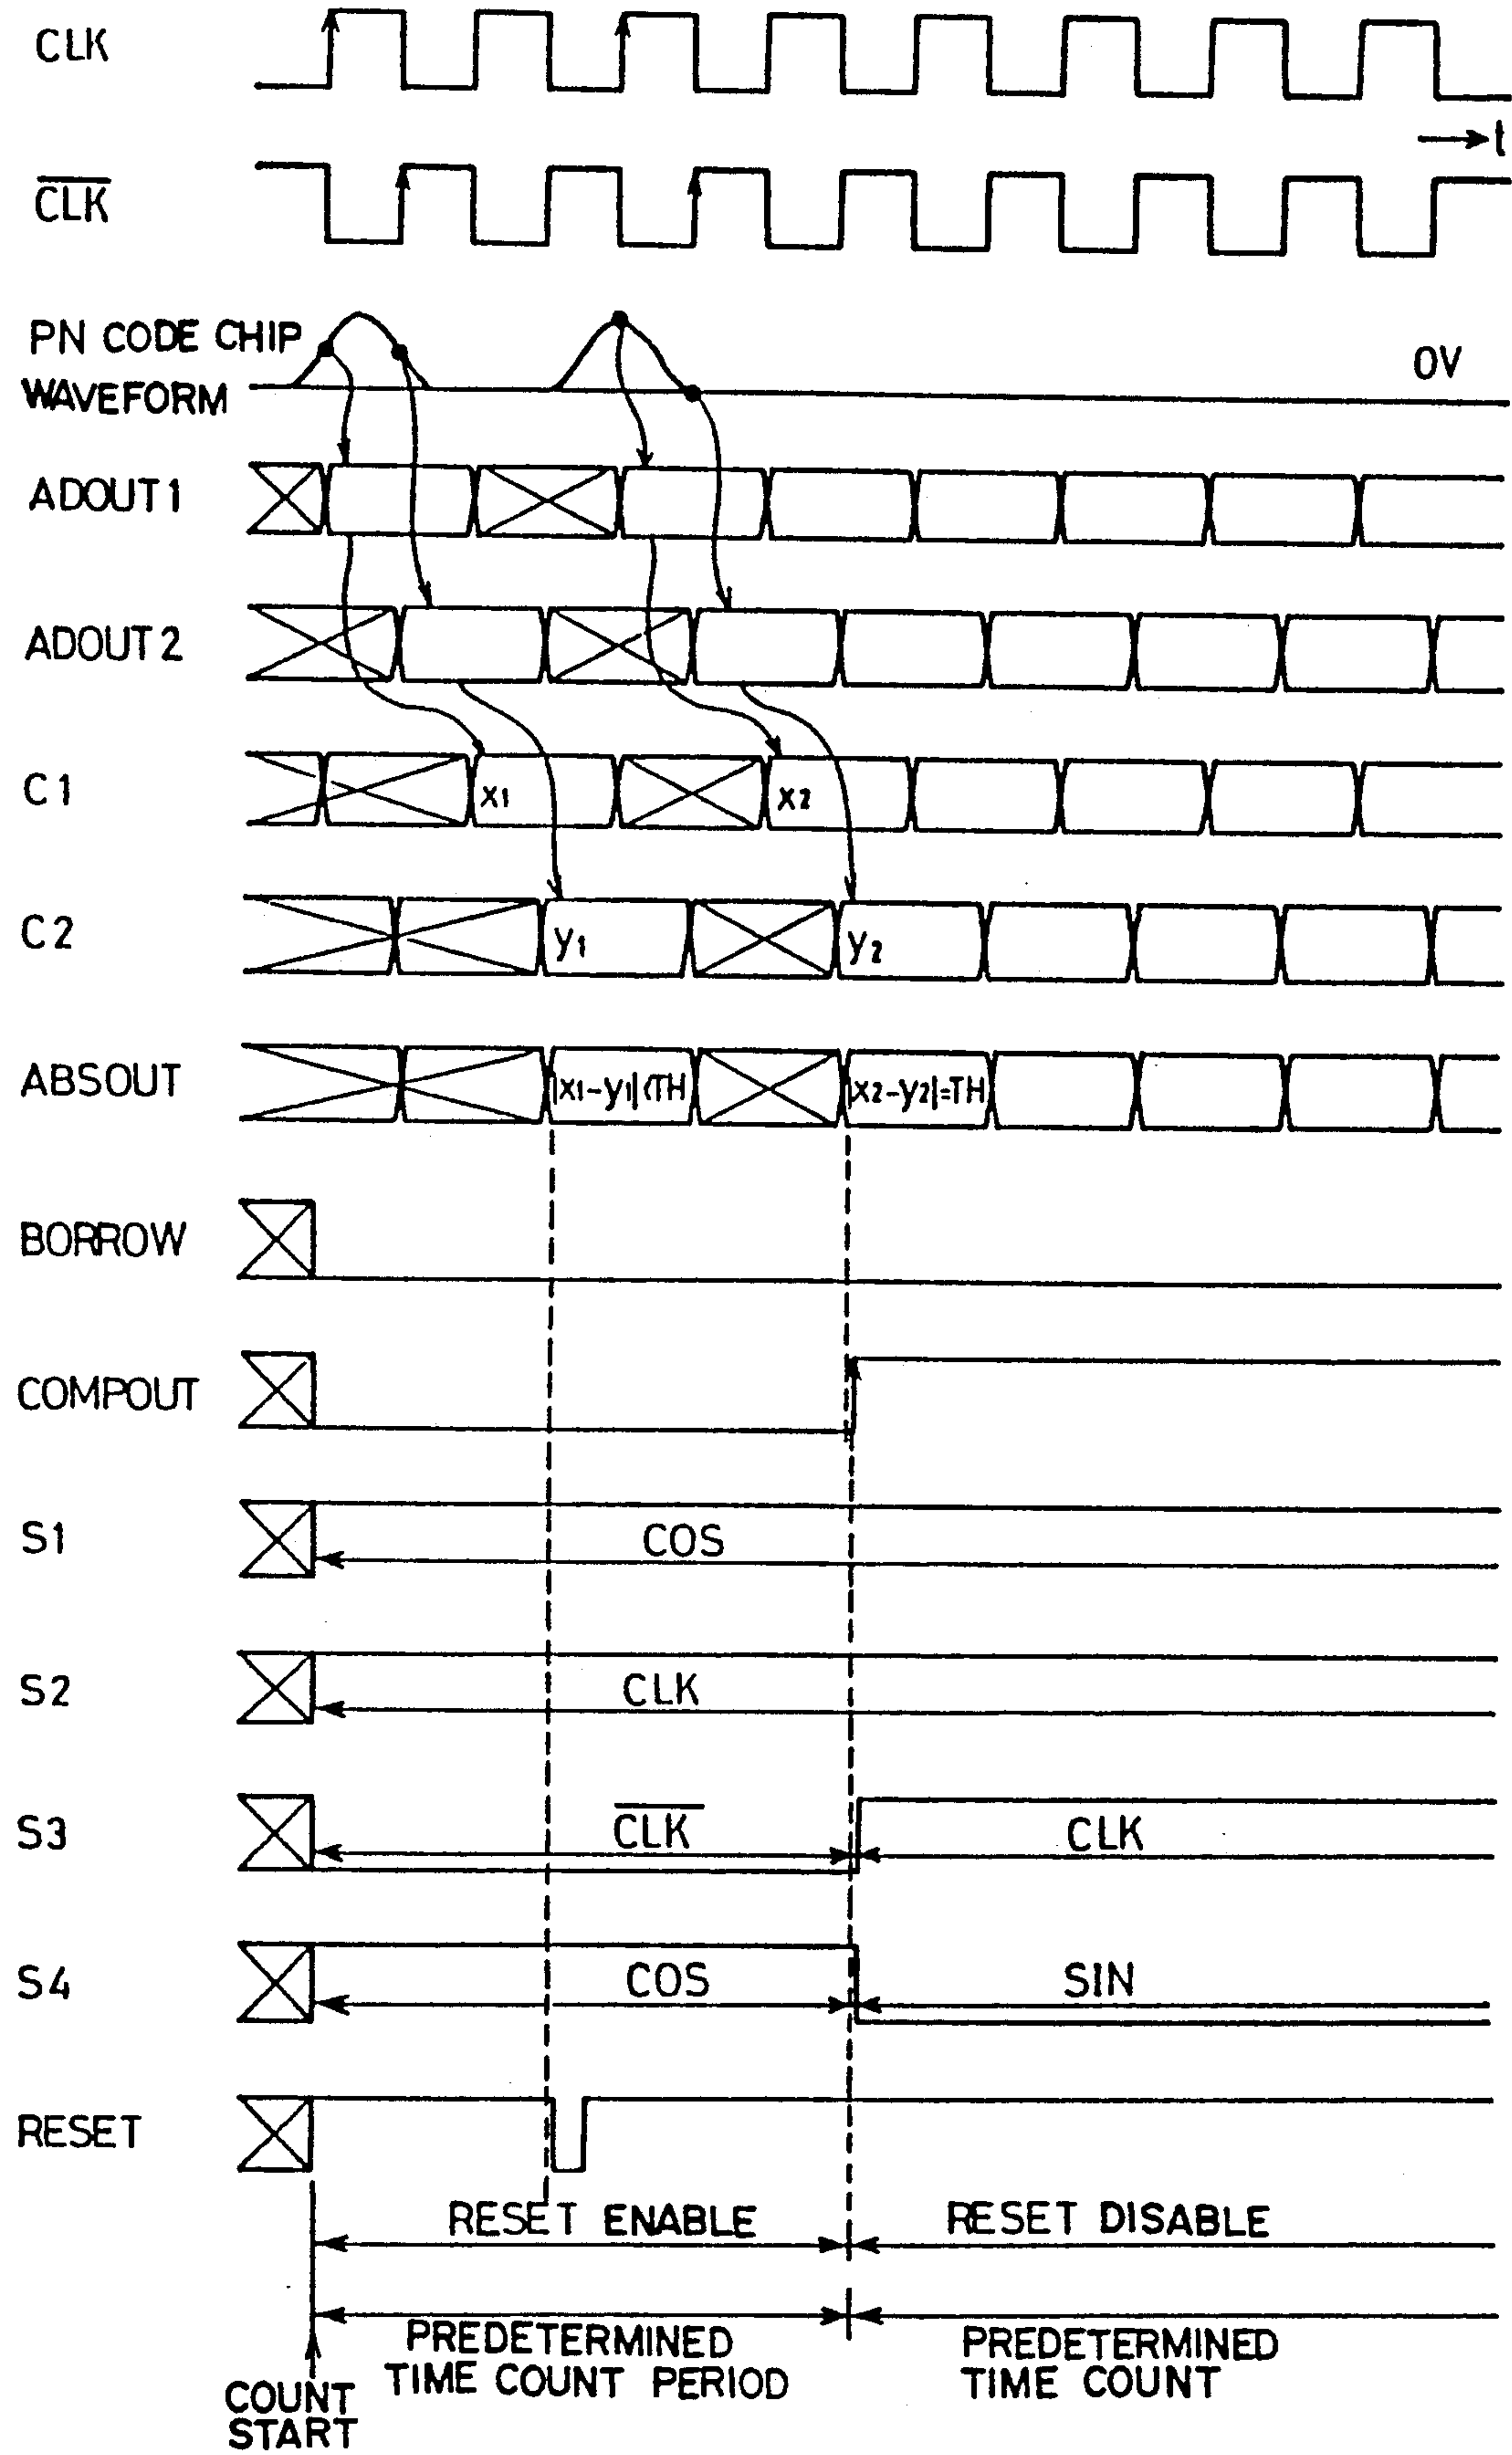 CLK
t
C̅L̅K̅
PN CODE CHIP
WAVEFORM
0V
ADOUT1
ADOUT2
C1
x1
x2
C2
y1
y2
ABSOUT
|x1-y1|<TH
|x2-y2|=TH
BORROW
COMPOUT
S1
COS
S2
CLK
S3
C̅L̅K̅
CLK
S4
COS
SIN
RESET
RESET ENABLE
RESET DISABLE
PREDETERMINED
TIME COUNT PERIOD
PREDETERMINED
TIME COUNT
COUNT
START